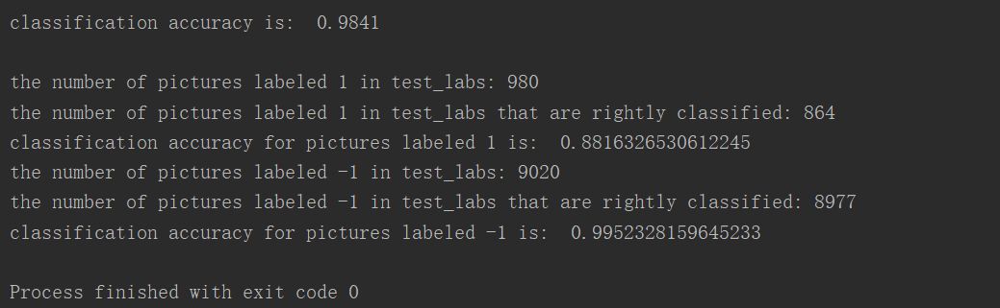 classification accuracy is:  0.9841
the number of pictures labeled 1 in test_labs: 980
the number of pictures labeled 1 in test_labs that are rightly classified: 864
classification accuracy for pictures labeled 1 is:  0.8816326530612245
the number of pictures labeled -1 in test_labs: 9020
the number of pictures labeled -1 in test_labs that are rightly classified: 8977
classification accuracy for pictures labeled -1 is:  0.9952328159645233
Process finished with exit code 0